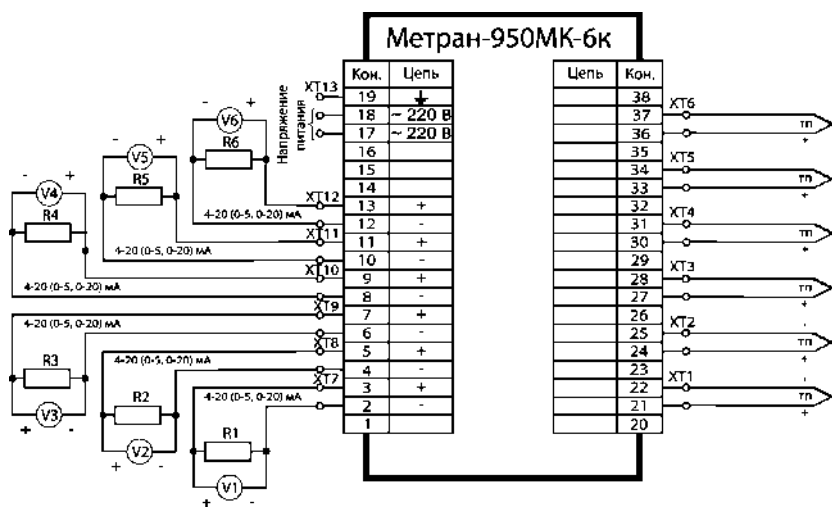 Метран-950МК-6к
Кон. Цепь
19
18 ~ 220 В
17 ~ 220 В
16
15
14
13 +
12 -
11 +
10 -
9 +
8 -
7 +
6 -
5 +
4 -
3 +
2 -
1
Цепь Кон.
38
37
36
35
34
33
32
31
30
29
28
27
26
25
24
23
22
21
20
XT13
Напряжение
питания
- V6 +
R6
XT12
4-20 (0-5, 0-20) мА
- V5 +
R5
XT11
4-20 (0-5, 0-20) мА
- V4 +
R4
XT10
4-20 (0-5, 0-20) мА
XT9
4-20 (0-5, 0-20) мА
R3
+ V3 -
XT8
4-20 (0-5, 0-20) мА
R2
+ V2 -
XT7
4-20 (0-5, 0-20) мА
R1
+ V1 -
XT6
ТП
+
XT5
ТП
+
XT4
ТП
+
XT3
ТП
+
XT2
-
ТП
+
XT1
-
ТП
+